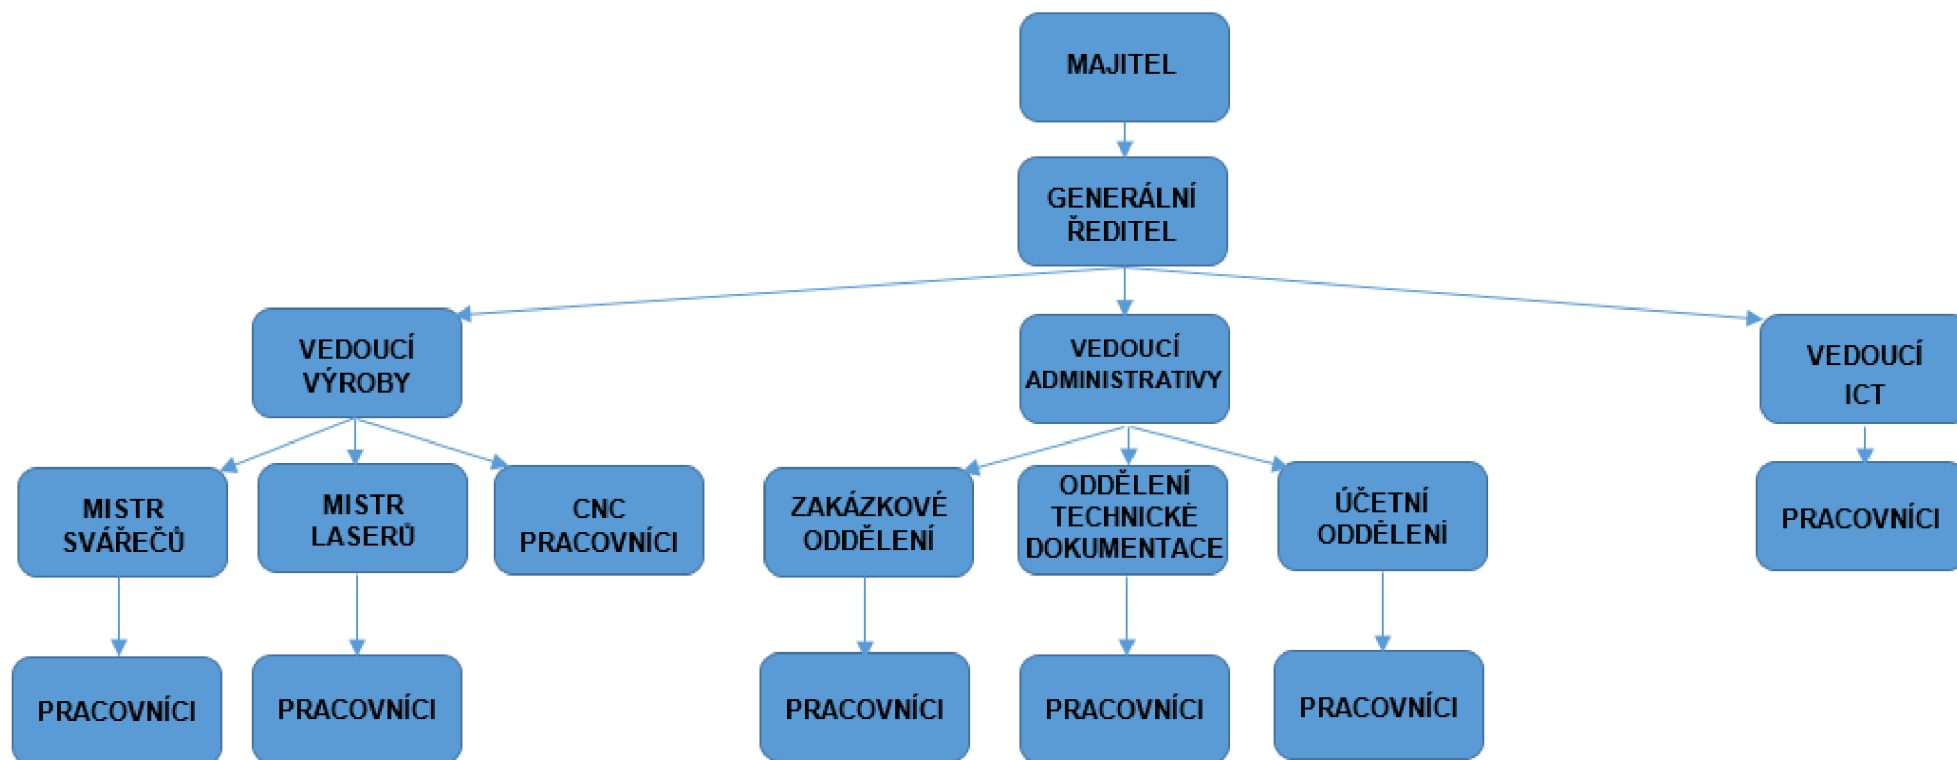 MAJITEL
GENERÁLNÍ
ŘEDITEL
VEDOUCÍ
VÝROBY
VEDOUCÍ
ADMINISTRATIVY
VEDOUCÍ
ICT
MISTR
SVÁŘEČŮ
MISTR
LASERŮ
CNC
PRACOVNÍCI
ZAKÁZKOVÉ
ODDĚLENÍ
ODDĚLENÍ
TECHNICKÉ
DOKUMENTACE
ÚČETNÍ
ODDĚLENÍ
PRACOVNÍCI
PRACOVNÍCI
PRACOVNÍCI
PRACOVNÍCI
PRACOVNÍCI
PRACOVNÍCI